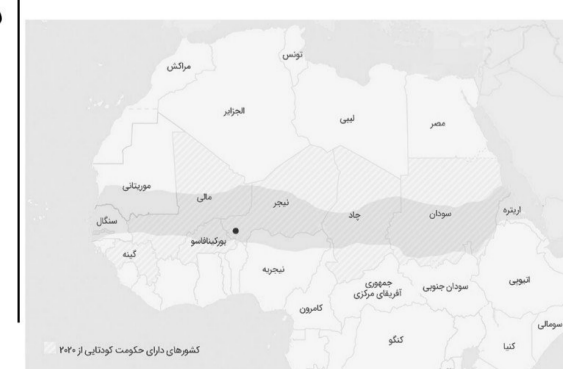 تونس
مراکش
الجزایر
لیبی
مصر
موریتانی
مالی
نیجر
چاد
سودان
اریتره
سنگال
بورکینافاسو
گینه
نیجریه
جمهوری
آفریقای مرکزی
سودان جنوبی
اتیوپی
کامرون
سومالی
کنگو
کنیا
کشورهای دارای حکومت کودتایی از ۲۰۲۰